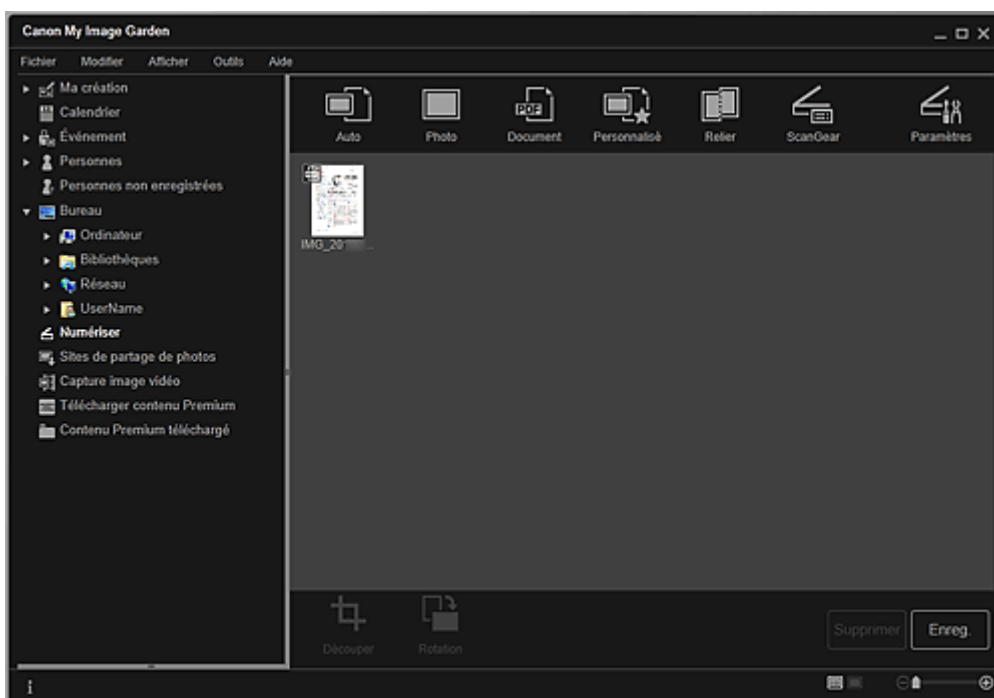 Canon My Image Garden
Fichier Modifier Afficher Outils Aide
Ma création
Calendrier
Événement
Personnes
Personnes non enregistrées
Bureau
Ordinateur
Bibliothèques
Réseau
UserName
Numériser
Sites de partage de photos
Capture image vidéo
Télécharger contenu Premium
Contenu Premium téléchargé
Auto Photo Document Personnalisé Relier ScanGear Paramètres
PDF
IMG_20
Découper Rotation
Supprimer Enreg.